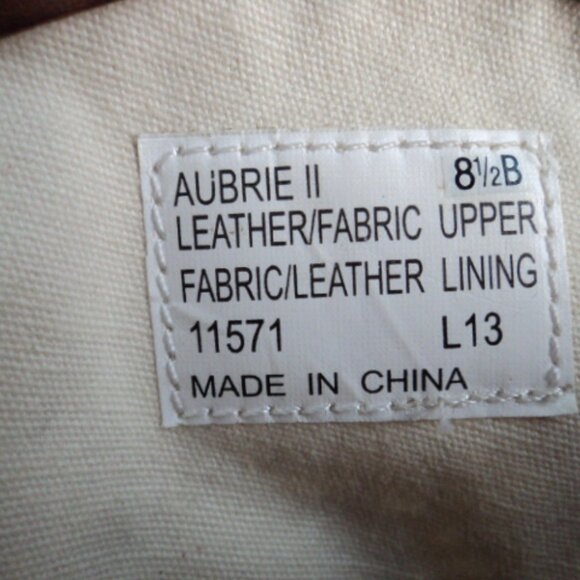 AUBRIE II 8½B
LEATHER/FABRIC UPPER
FABRIC/LEATHER LINING
11571 L13
MADE IN CHINA